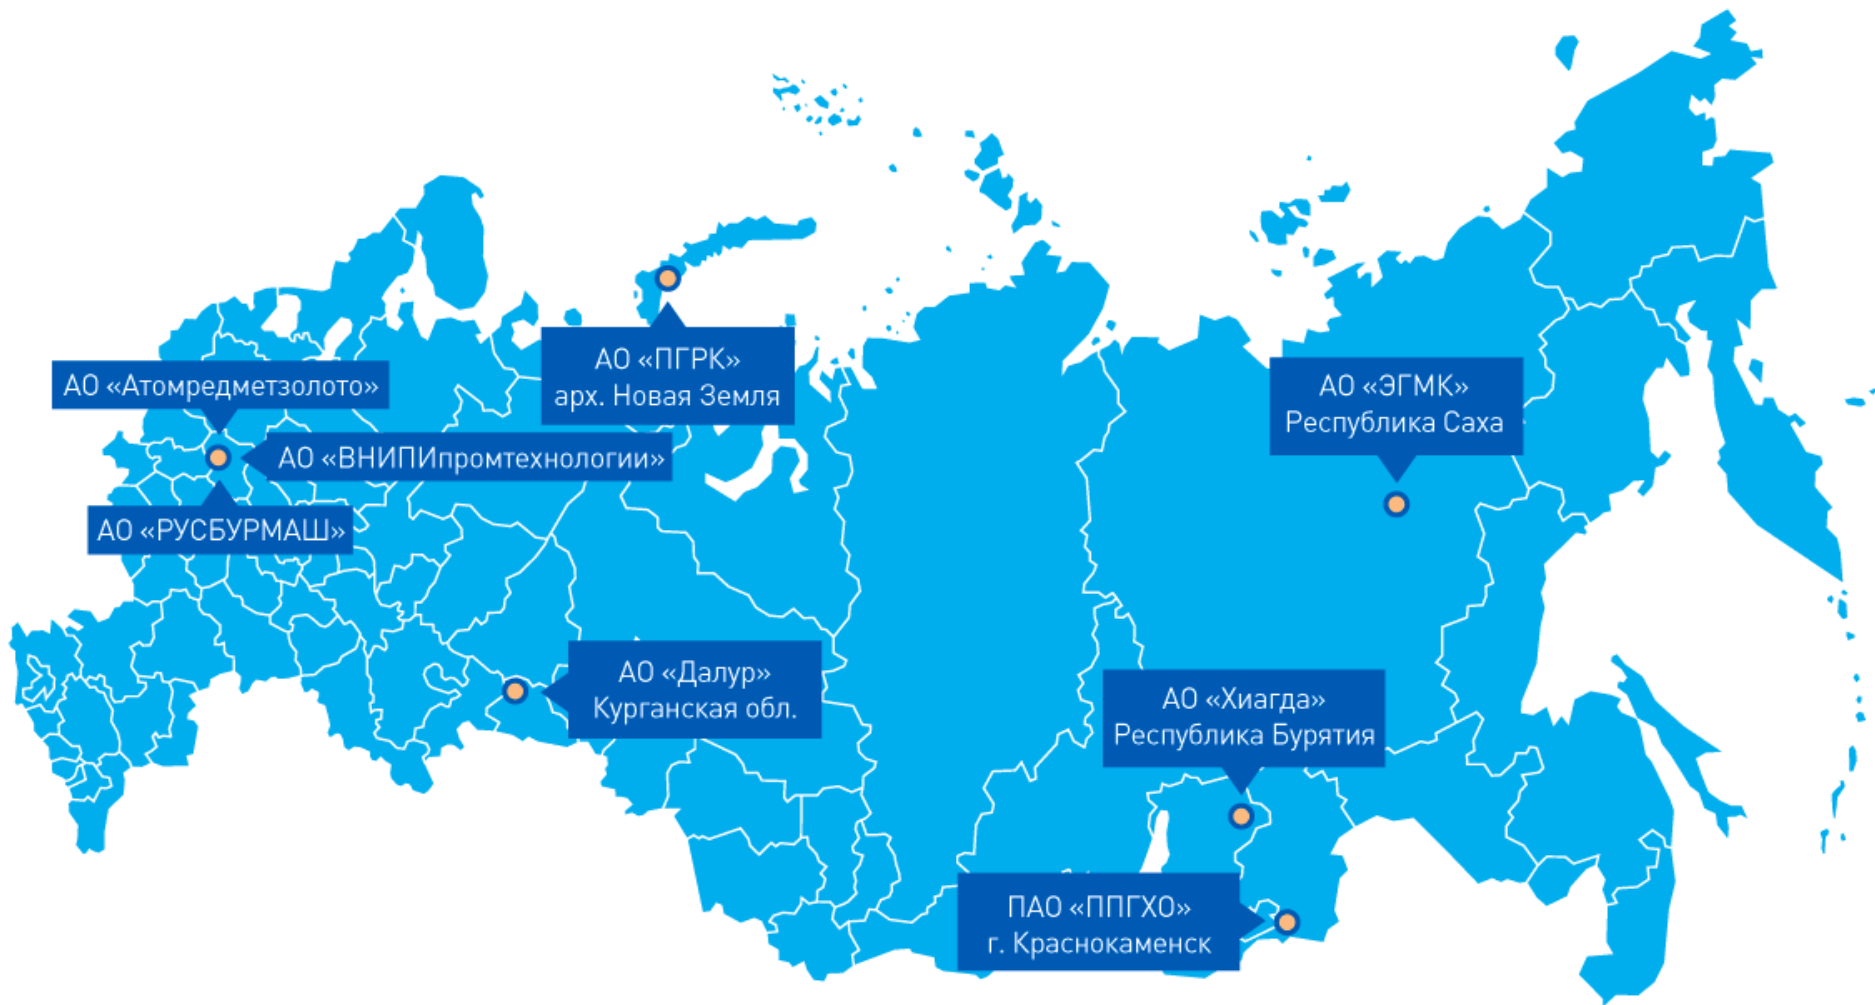 АО «ПГРК»
арх. Новая Земля
АО «Атомредметзолото»
АО «ЭГМК»
Республика Саха
АО «ВНИПИпромтехнологии»
АО «РУСБУРМАШ»
АО «Далур»
Курганская обл.
АО «Хиагда»
Республика Бурятия
ПАО «ППГХО»
г. Краснокаменск